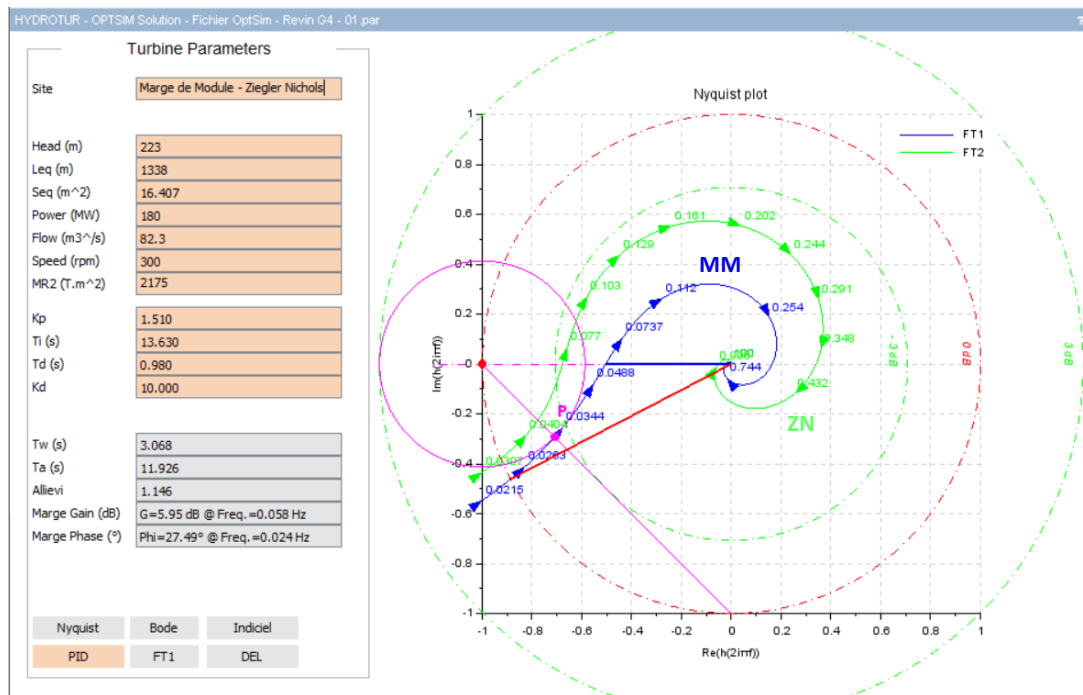 HYDROTUR - OPTSIM Solution - Fichier OptSim - Revin G4 - 01.par
?
Turbine Parameters
Site Marge de Module - Ziegler Nichols
Head (m) 223
Leq (m) 1338
Seq (m^2) 16.407
Power (MW) 180
Flow (m3^/s) 82.3
Speed (rpm) 300
MR2 (T.m^2) 2175
Kp 1.510
Ti (s) 13.630
Td (s) 0.980
Kd 10.000
Tw (s) 3.068
Ta (s) 11.926
Allievi 1.146
Marge Gain (dB) G=5.95 dB @ Freq.=0.058 Hz
Marge Phase (°) Phi=27.49° @ Freq.=0.024 Hz
Nyquist Bode Indiciel
PID FT1 DEL
Nyquist plot
FT1
FT2
1
0.8
0.6
0.4
0.2
0
-0.2
-0.4
-0.6
-0.8
-1
Im(h(2iπf))
-1 -0.8 -0.6 -0.4 -0.2 0 0.2 0.4 0.6 0.8 1
Re(h(2iπf))
0.161 0.202
0.129 0.244
0.103 0.291
0.077 0.348
0.0404 0.432
0.0307
MM
0.112 0.254
0.0737
0.0488 0.744
100
0.0344
0.0263
0.0215
P
ZN
-3 dB
0 dB
3 dB